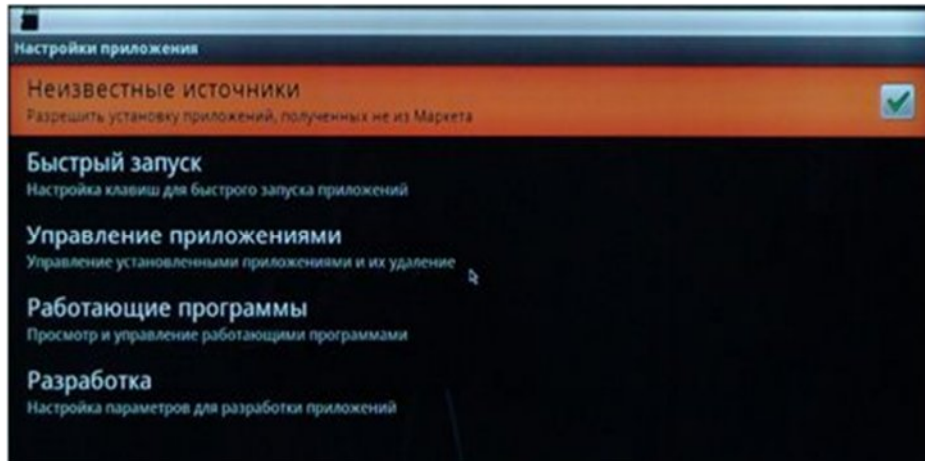 Настройки приложения
Неизвестные источники
Разрешить установку приложений, полученных не из Маркета
Быстрый запуск
Настройка клавиш для быстрого запуска приложений
Управление приложениями
Управление установленными приложениями и их удаление
Работающие программы
Просмотр и управление работающими программами
Разработка
Настройка параметров для разработки приложений